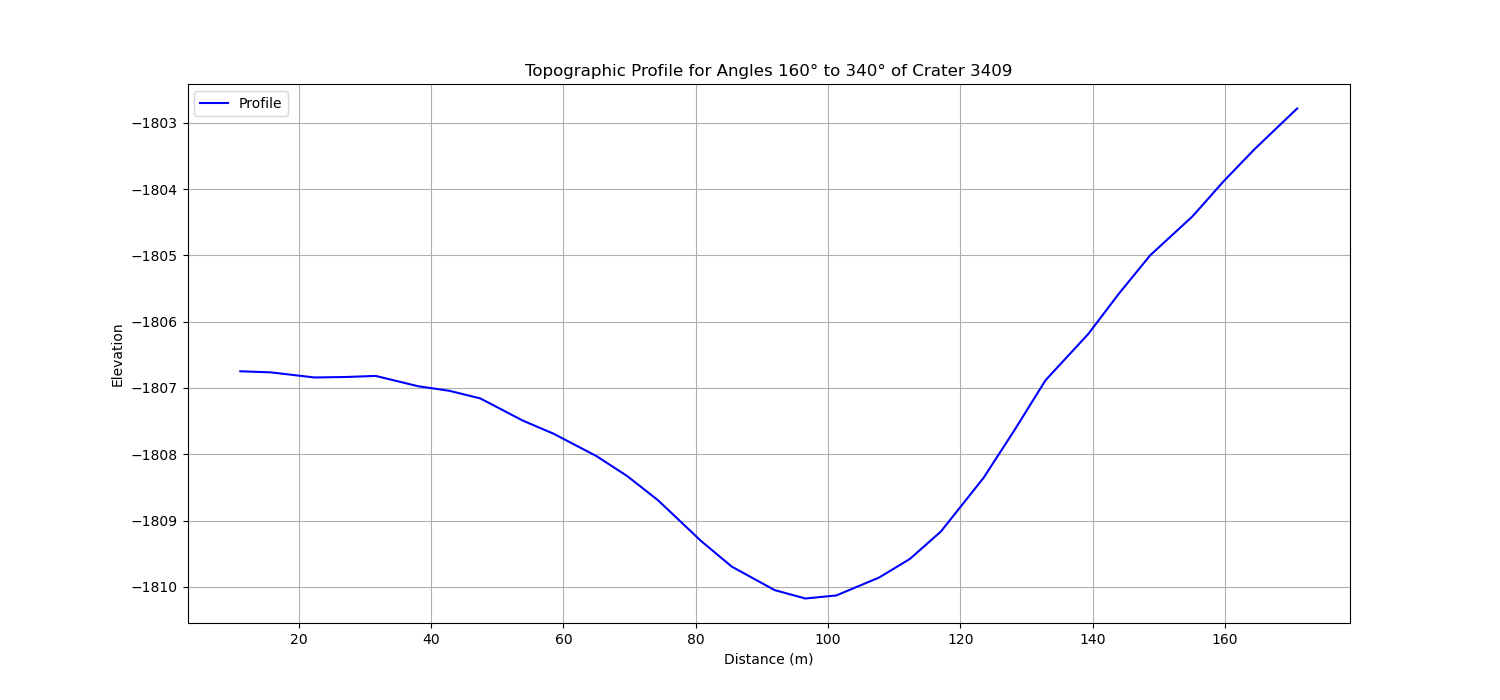 Topographic Profile for Angles 160° to 340° of Crater 3409
Profile
−1803
−1804
−1805
−1806
−1807
−1808
−1809
−1810
Elevation
20 40 60 80 100 120 140 160
Distance (m)